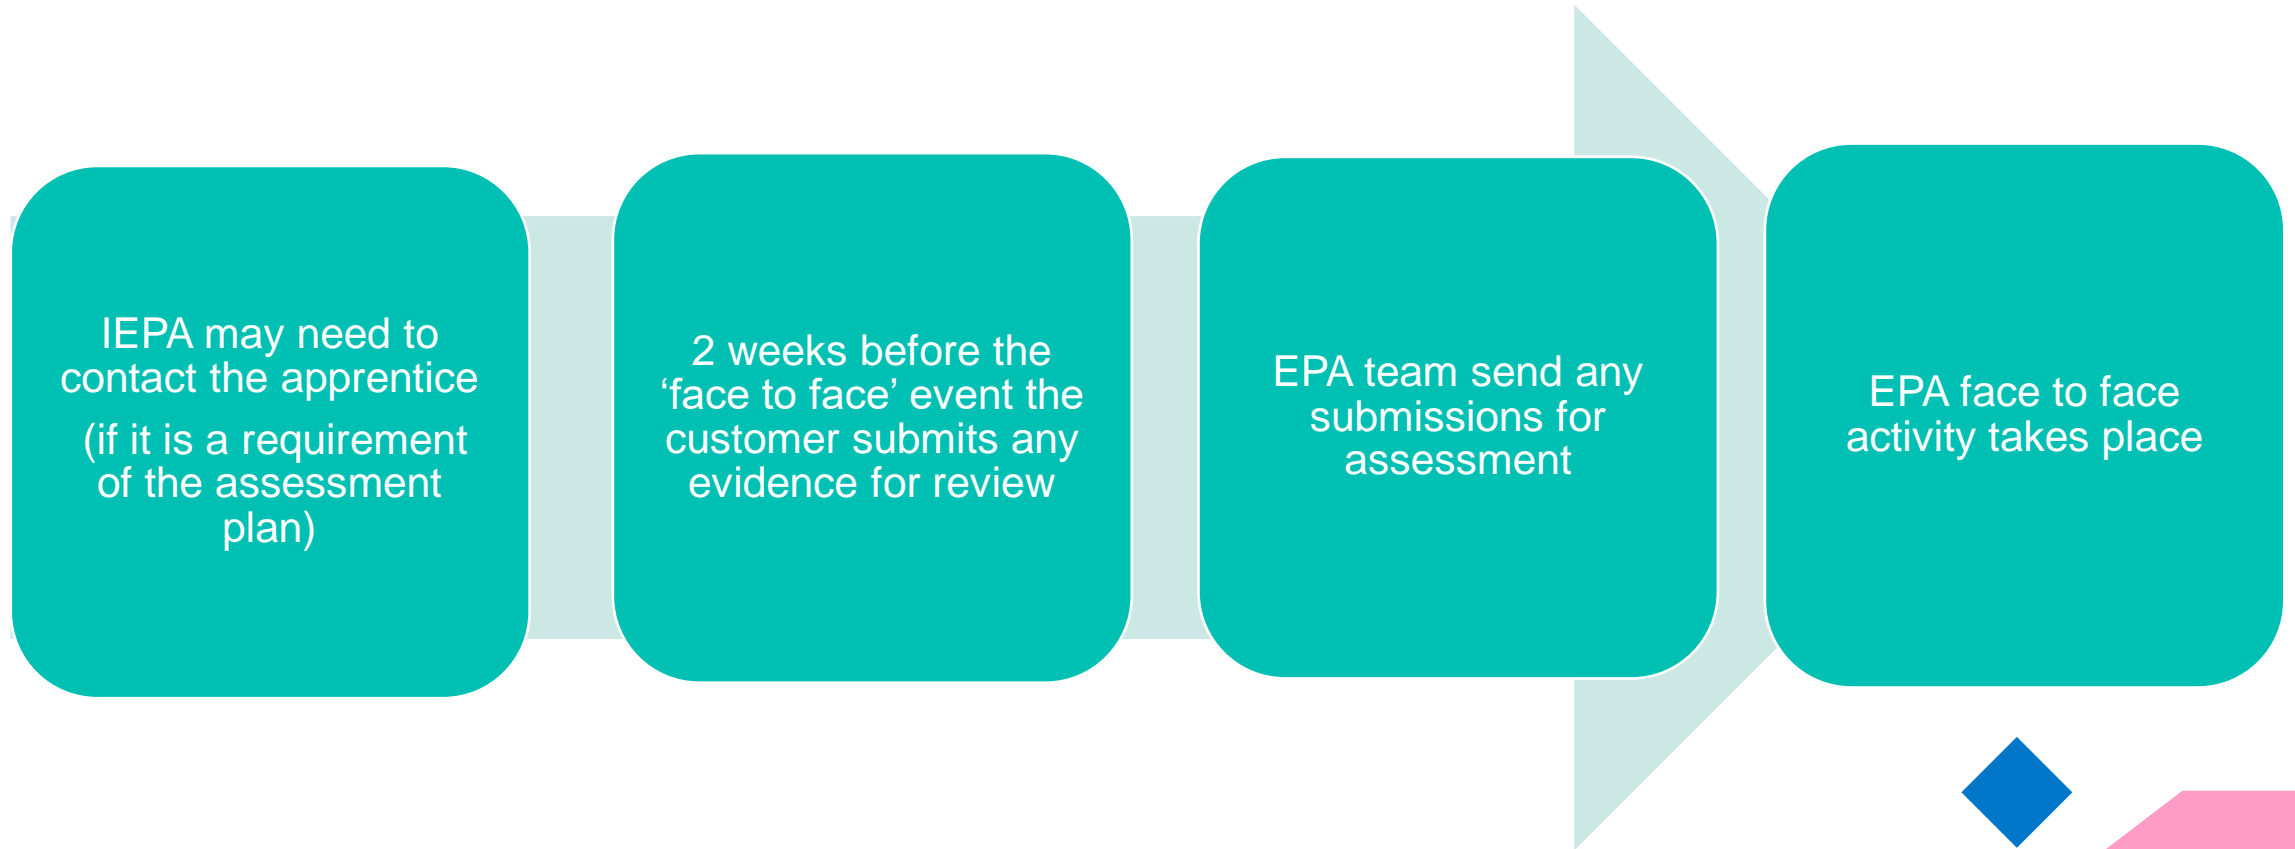 IEPA may need to
contact the apprentice
(if it is a requirement
of the assessment
plan)
2 weeks before the
‘face to face’ event the
customer submits any
evidence for review
EPA team send any
submissions for
assessment
EPA face to face
activity takes place